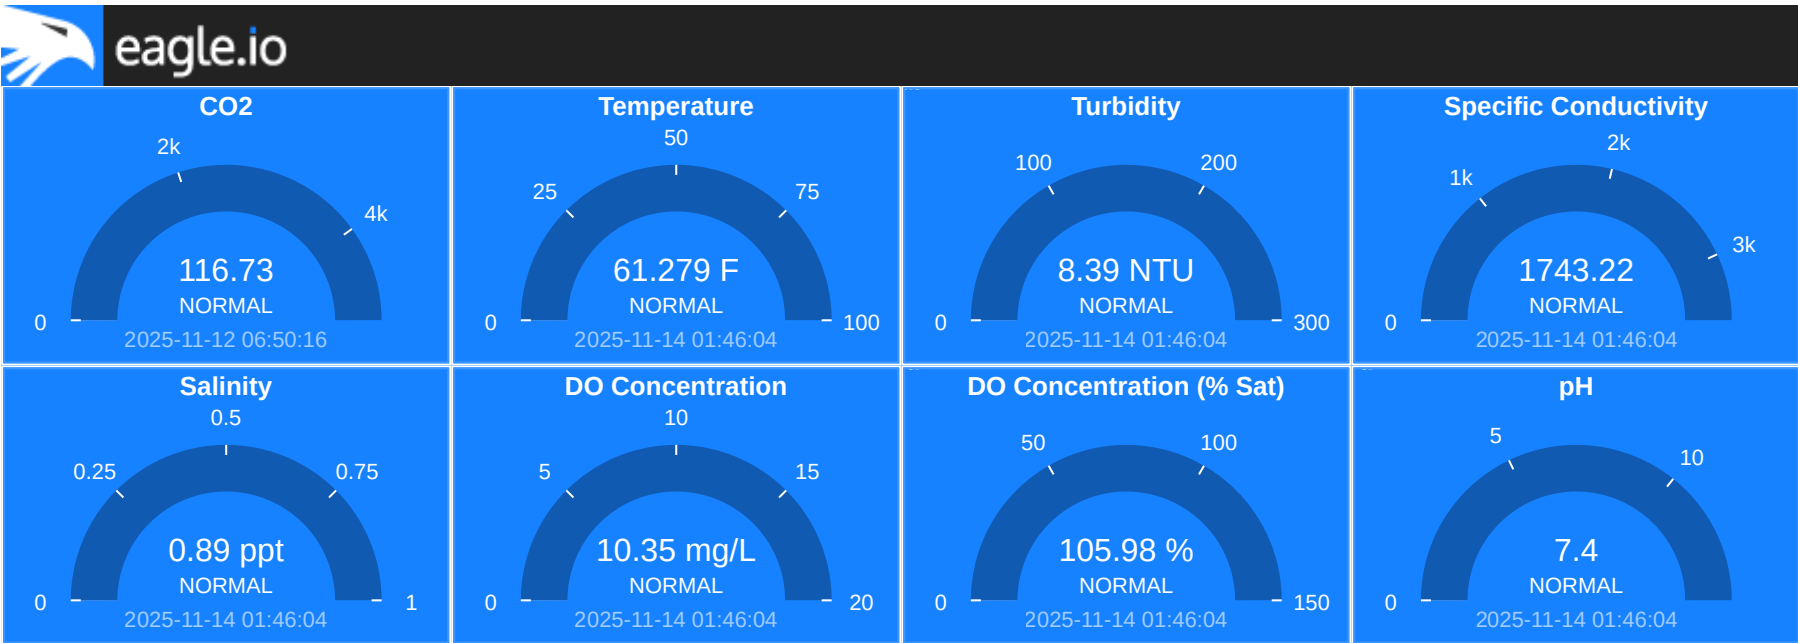 eagle.io
CO2
2k
4k
0
116.73
NORMAL
2025-11-12 06:50:16
Temperature
50
25
75
0
100
61.279 F
NORMAL
2025-11-14 01:46:04
Turbidity
100
200
0
300
8.39 NTU
NORMAL
2025-11-14 01:46:04
Specific Conductivity
2k
1k
3k
0
1743.22
NORMAL
2025-11-14 01:46:04
Salinity
0.5
0.25
0.75
0
1
0.89 ppt
NORMAL
2025-11-14 01:46:04
DO Concentration
10
5
15
0
20
10.35 mg/L
NORMAL
2025-11-14 01:46:04
DO Concentration (% Sat)
50
100
0
150
105.98 %
NORMAL
2025-11-14 01:46:04
pH
5
10
0
7.4
NORMAL
2025-11-14 01:46:04